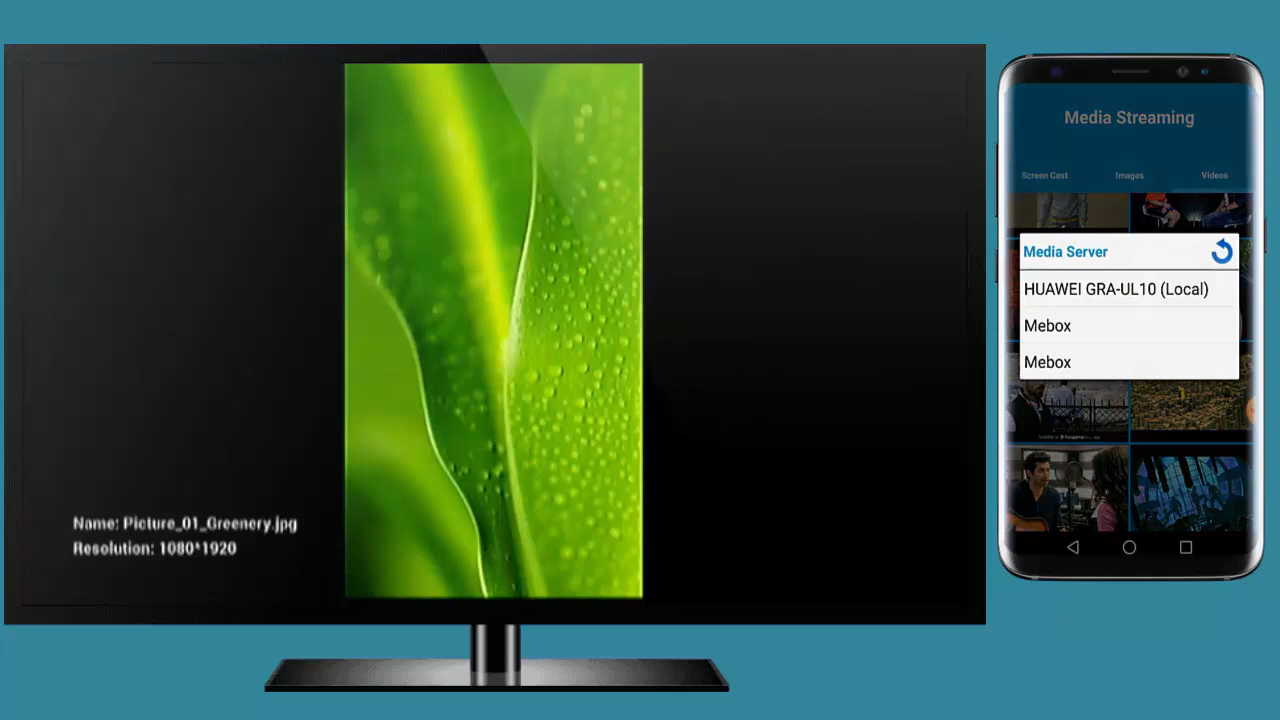 Name: Picture_01_Greenery.jpg
Resolution: 1080*1920
Media Streaming
Screen Cast Images Videos
Media Server
HUAWEI GRA-UL10 (Local)
Mebox
Mebox